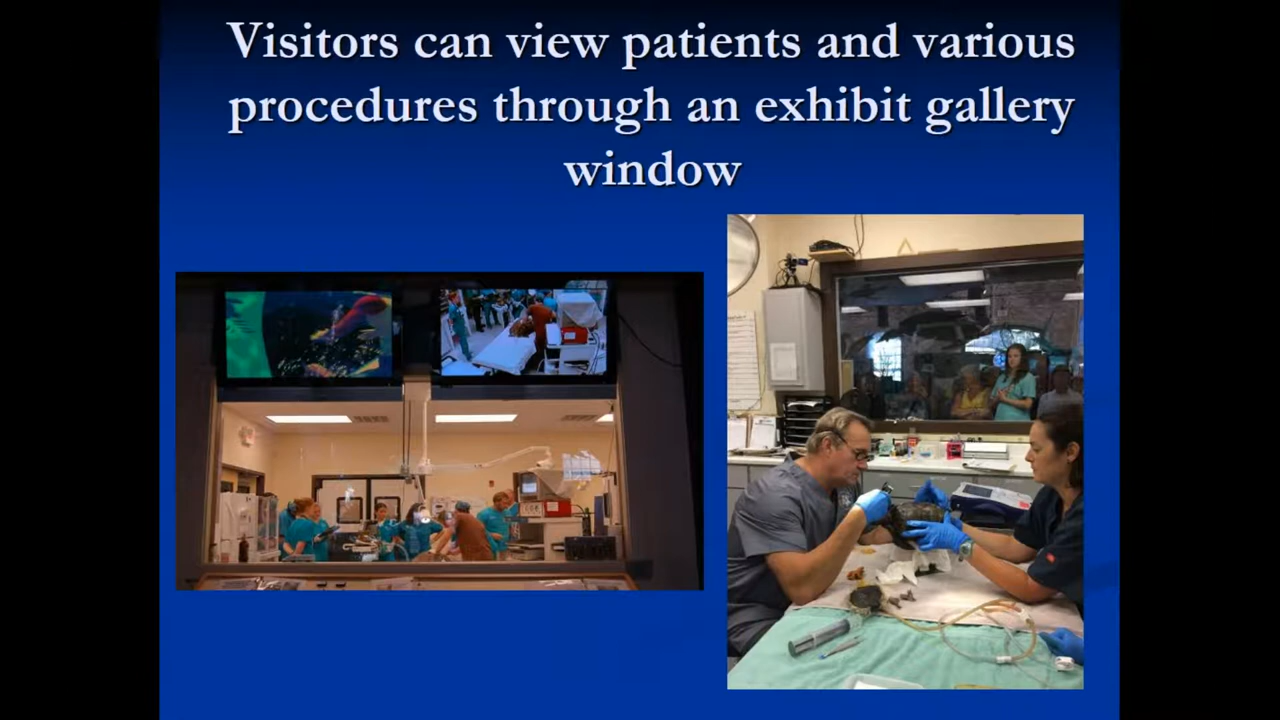 Visitors can view patients and various
procedures through an exhibit gallery
window